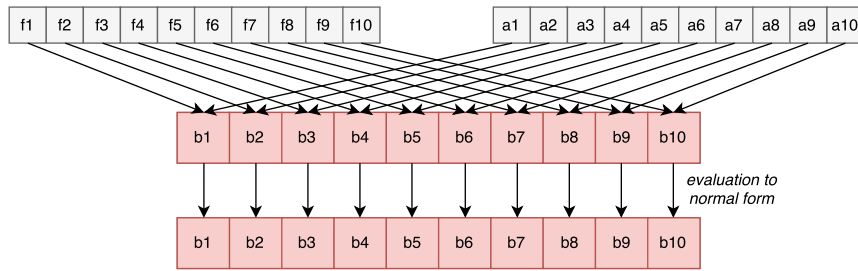 f1 f2 f3 f4 f5 f6 f7 f8 f9 f10 a1 a2 a3 a4 a5 a6 a7 a8 a9 a10
b1 b2 b3 b4 b5 b6 b7 b8 b9 b10
evaluation to
normal form
b1 b2 b3 b4 b5 b6 b7 b8 b9 b10